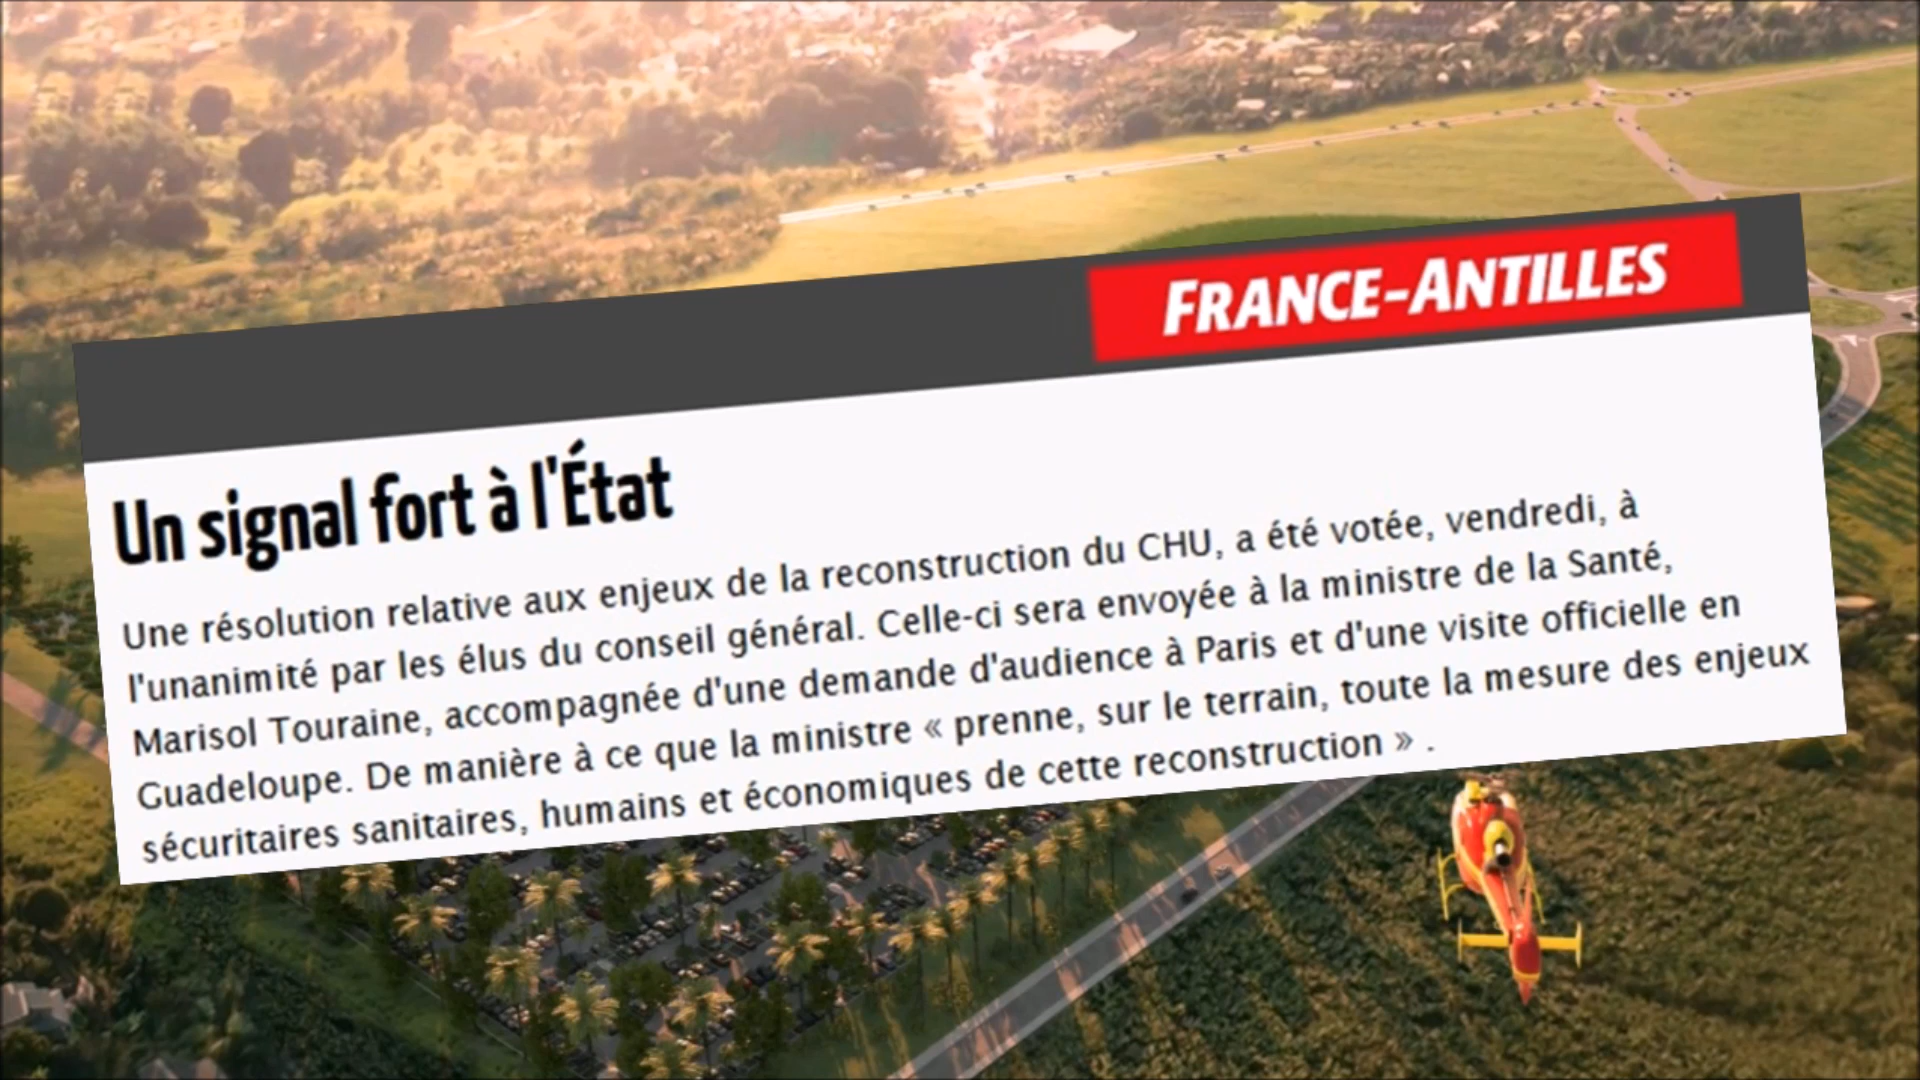 FRANCE-ANTILLES
Un signal fort à l'État
Une résolution relative aux enjeux de la reconstruction du CHU, a été votée, vendredi, à
l'unanimité par les élus du conseil général. Celle-ci sera envoyée à la ministre de la Santé,
Marisol Touraine, accompagnée d'une demande d'audience à Paris et d'une visite officielle en
Guadeloupe. De manière à ce que la ministre « prenne, sur le terrain, toute la mesure des enjeux
sécuritaires sanitaires, humains et économiques de cette reconstruction » .